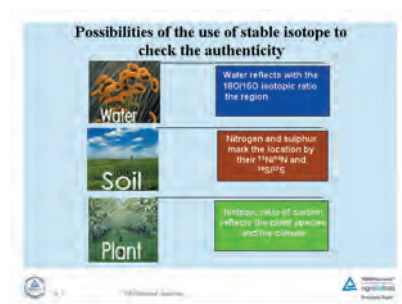 Possibilities of the use of stable isotope to
check the authenticity
Water
Water reflects with the
18O/16O isotopic ratio
the region
Soil
Nitrogen and sulphur
mark the location by
their ¹⁵N/¹⁴N and
³⁴S/³²S
Plant
Isotopic ratio of carbon
reflects the plant species
and the climate